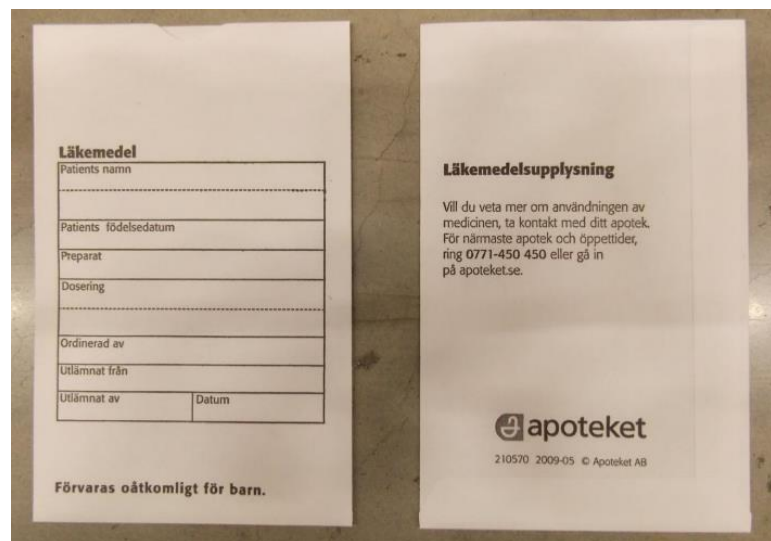 Läkemedel
Patients namn
Patients födelsedatum
Preparat
Dosering
Ordinerad av
Utlämnat från
Utlämnat av
Datum
Förvaras oåtkomligt för barn.
Läkemedelsupplysning
Vill du veta mer om användningen av
medicinen, ta kontakt med ditt apotek.
För närmaste apotek och öppettider,
ring 0771-450 450 eller gå in
på apoteket.se.
apoteket
210570 2009-05 © Apoteket AB